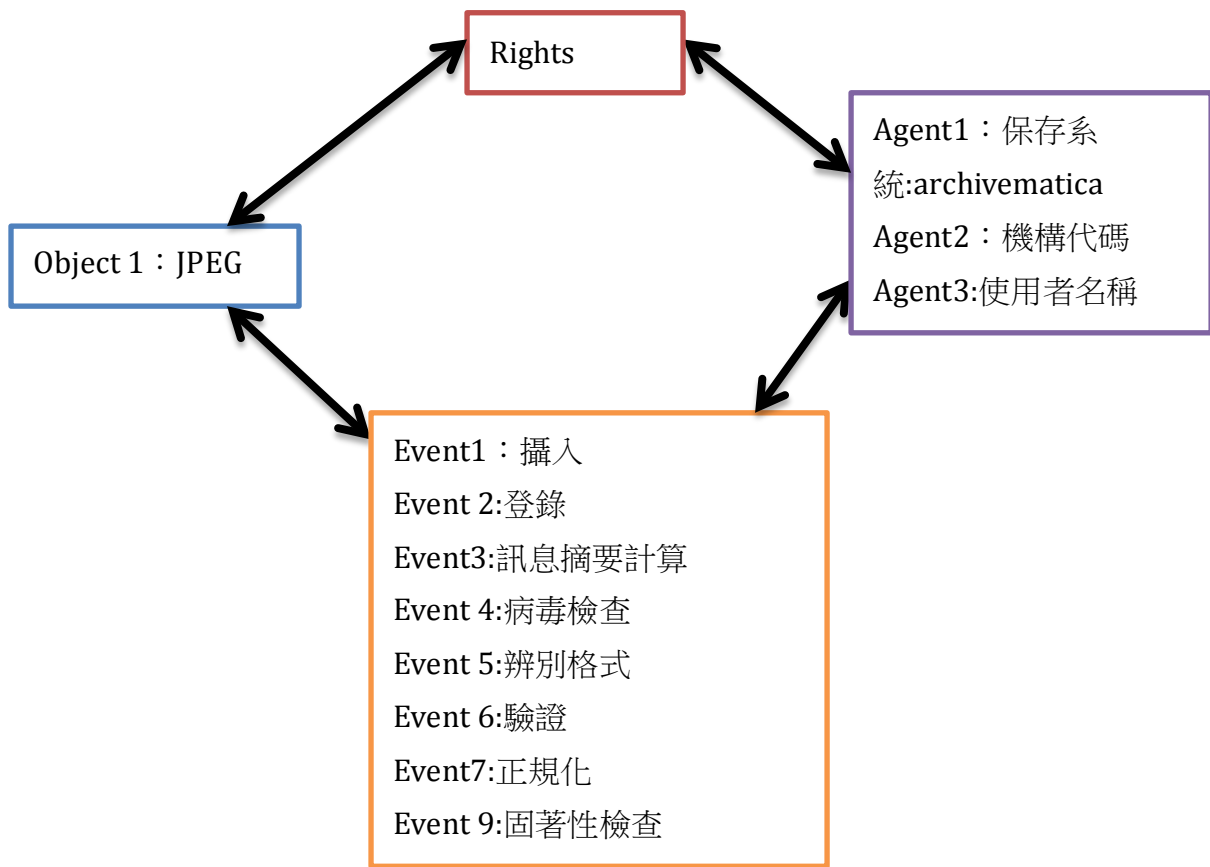 Rights
Agent1：保存系
統:archivematica
Agent2：機構代碼
Agent3:使用者名稱
Object 1：JPEG
Event1：攝入
Event 2:登錄
Event3:訊息摘要計算
Event 4:病毒檢查
Event 5:辨別格式
Event 6:驗證
Event7:正規化
Event 9:固著性檢查